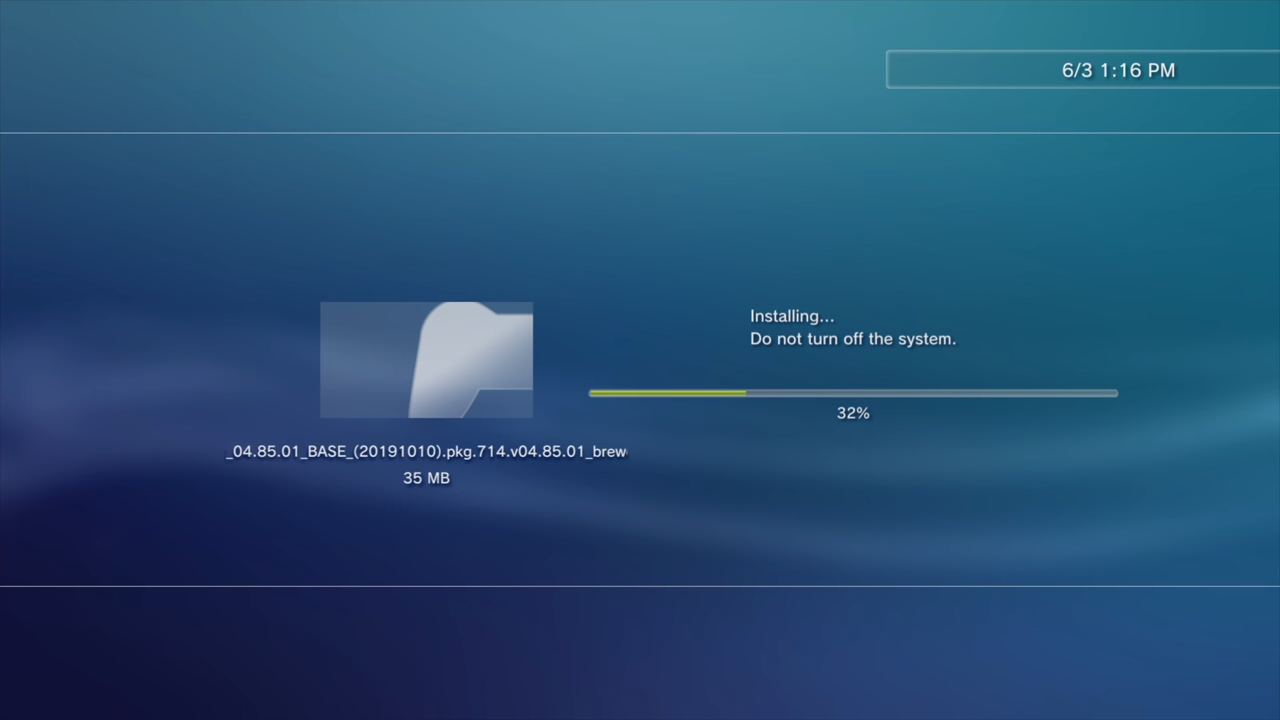 6/3 1:16 PM
Installing...
Do not turn off the system.
32%
_04.85.01_BASE_(20191010).pkg.714.v04.85.01_brew
35 MB